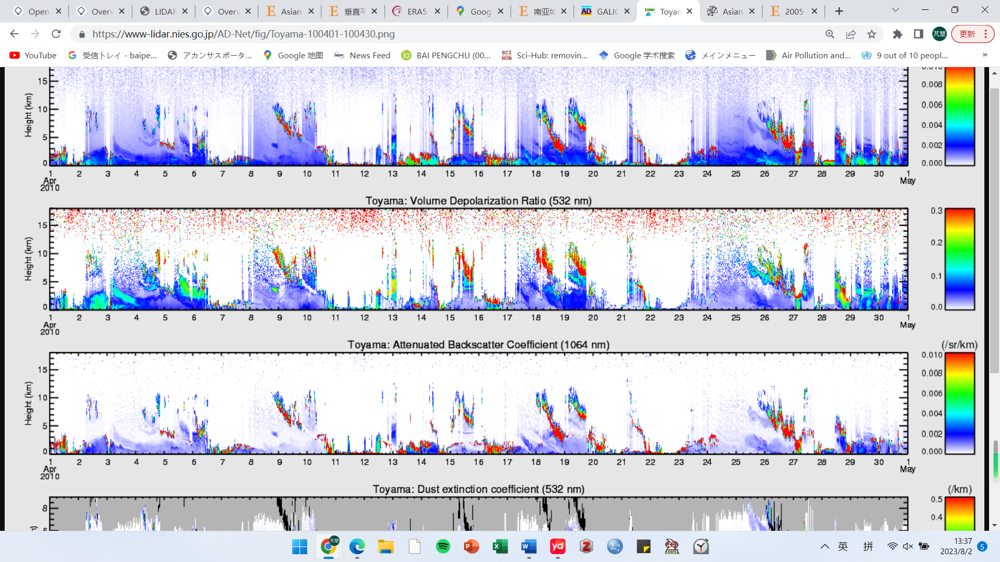 Open Over LIDAR Over Asian 垂直平 ERA5 Goog 南亚城 GALIO Toyam Asian 2005-
https://www-lidar.nies.go.jp/AD-Net/fig/Toyama-100401-100430.png
芃楚 更新
YouTube 受信トレイ - baipe... アカンサスポータ... Google 地图 MDPI News Feed BAI PENGCHU (00... SCI HUB Sci-Hub: removin... Google 学术搜索 メインメニュー Air Pollution and... 9 out of 10 peopl... »
15 10 5 0
Height (km)
0.008
0.006
0.004
0.002
0.000
1 2 3 4 5 6 7 8 9 10 11 12 13 14 15 16 17 18 19 20 21 22 23 24 25 26 27 28 29 30 1
Apr May
2010
Toyama: Volume Depolarization Ratio (532 nm)
15 10 5 0
Height (km)
0.3
0.2
0.1
0.0
1 2 3 4 5 6 7 8 9 10 11 12 13 14 15 16 17 18 19 20 21 22 23 24 25 26 27 28 29 30 1
Apr May
2010
Toyama: Attenuated Backscatter Coefficient (1064 nm) (/sr/km)
15 10 5 0
Height (km)
0.010
0.008
0.006
0.004
0.002
0.000
1 2 3 4 5 6 7 8 9 10 11 12 13 14 15 16 17 18 19 20 21 22 23 24 25 26 27 28 29 30 1
Apr May
2010
Toyama: Dust extinction coefficient (532 nm) (/km)
8
0.5
0.4
英 拼 13:37
2023/8/2 5